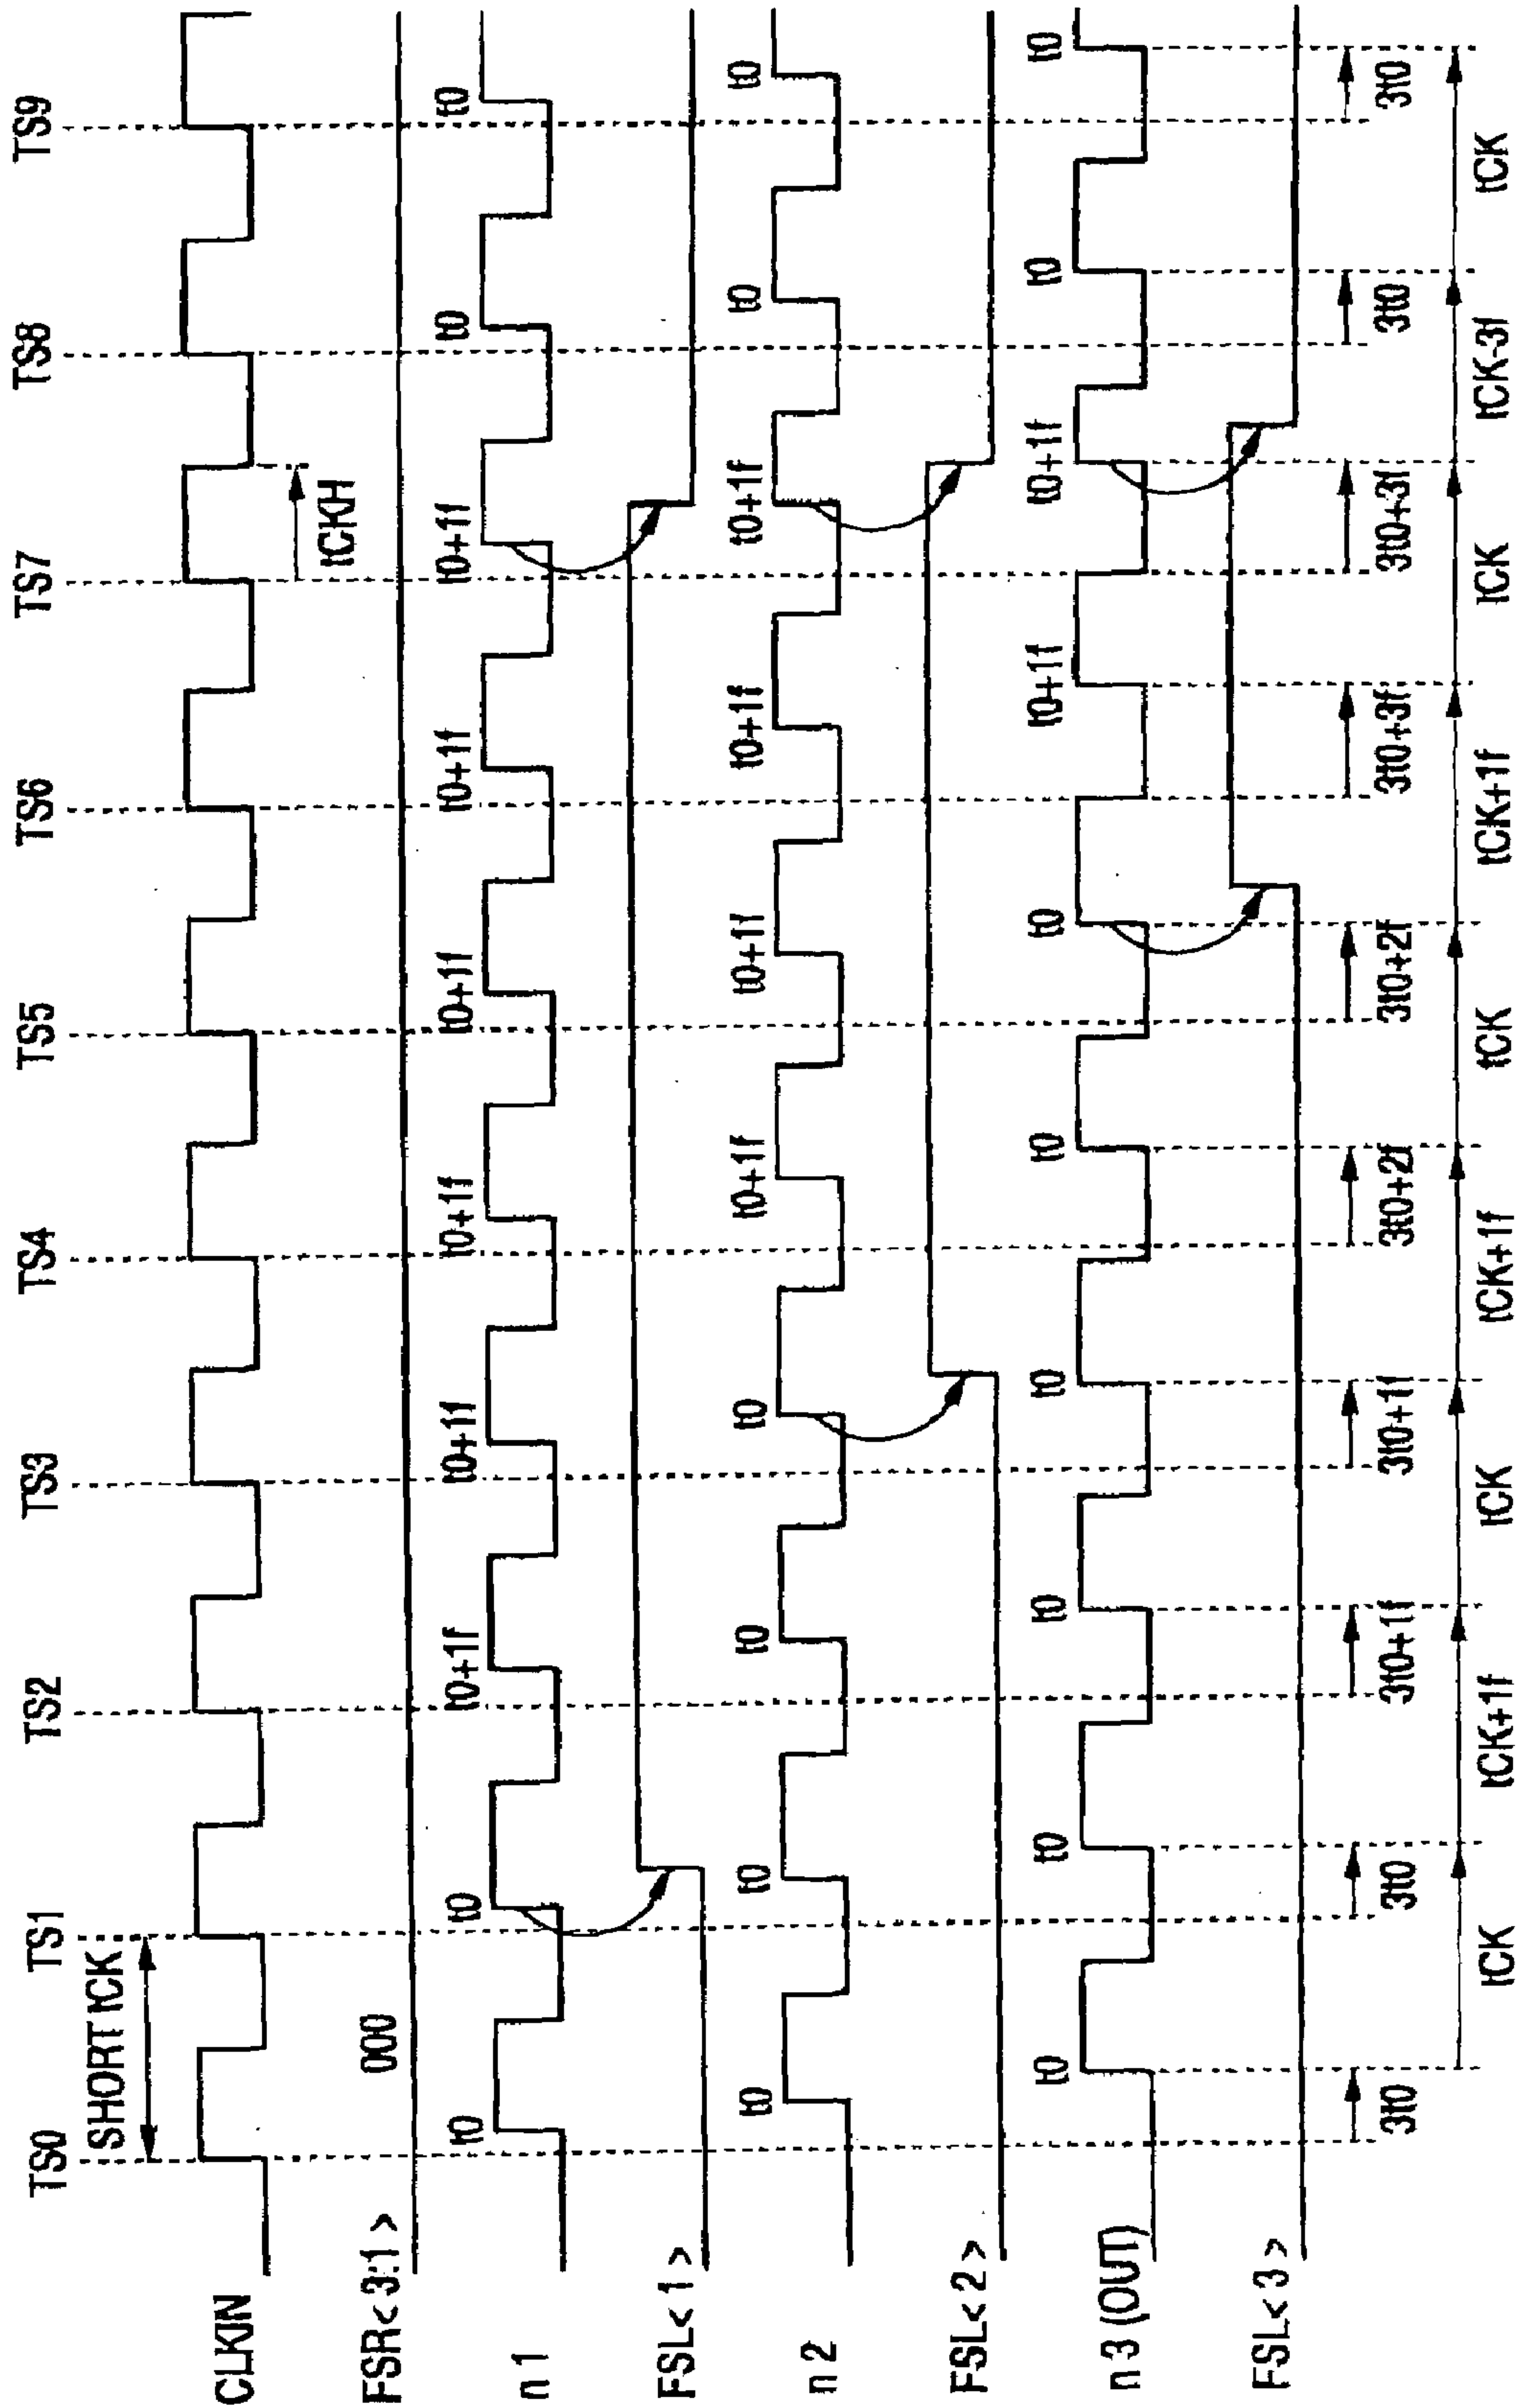 TS0 TS1 TS2 TS3 TS4 TS5 TS6 TS7 TS8 TS9
SHORT tCK
CLKIN
tCKH
000
FSR<3:1>
t0 t0 t0+1f t0+1f t0+1f t0+1f t0+1f t0+1f t0 t0
n1
FSL<1>
t0 t0 t0 t0 t0+1f t0+1f t0+1f t0+1f t0 t0
n2
FSL<2>
t0 t0 t0 t0 t0 t0 t0+1f t0+1f t0 t0
n3 (OUT)
FSL<3>
3t0 3t0 3t0+1f 3t0+1f 3t0+2f 3t0+2f 3t0+3f 3t0+3f 3t0 3t0
tCK tCK+1f tCK tCK+1f tCK tCK+1f tCK tCK-3f tCK